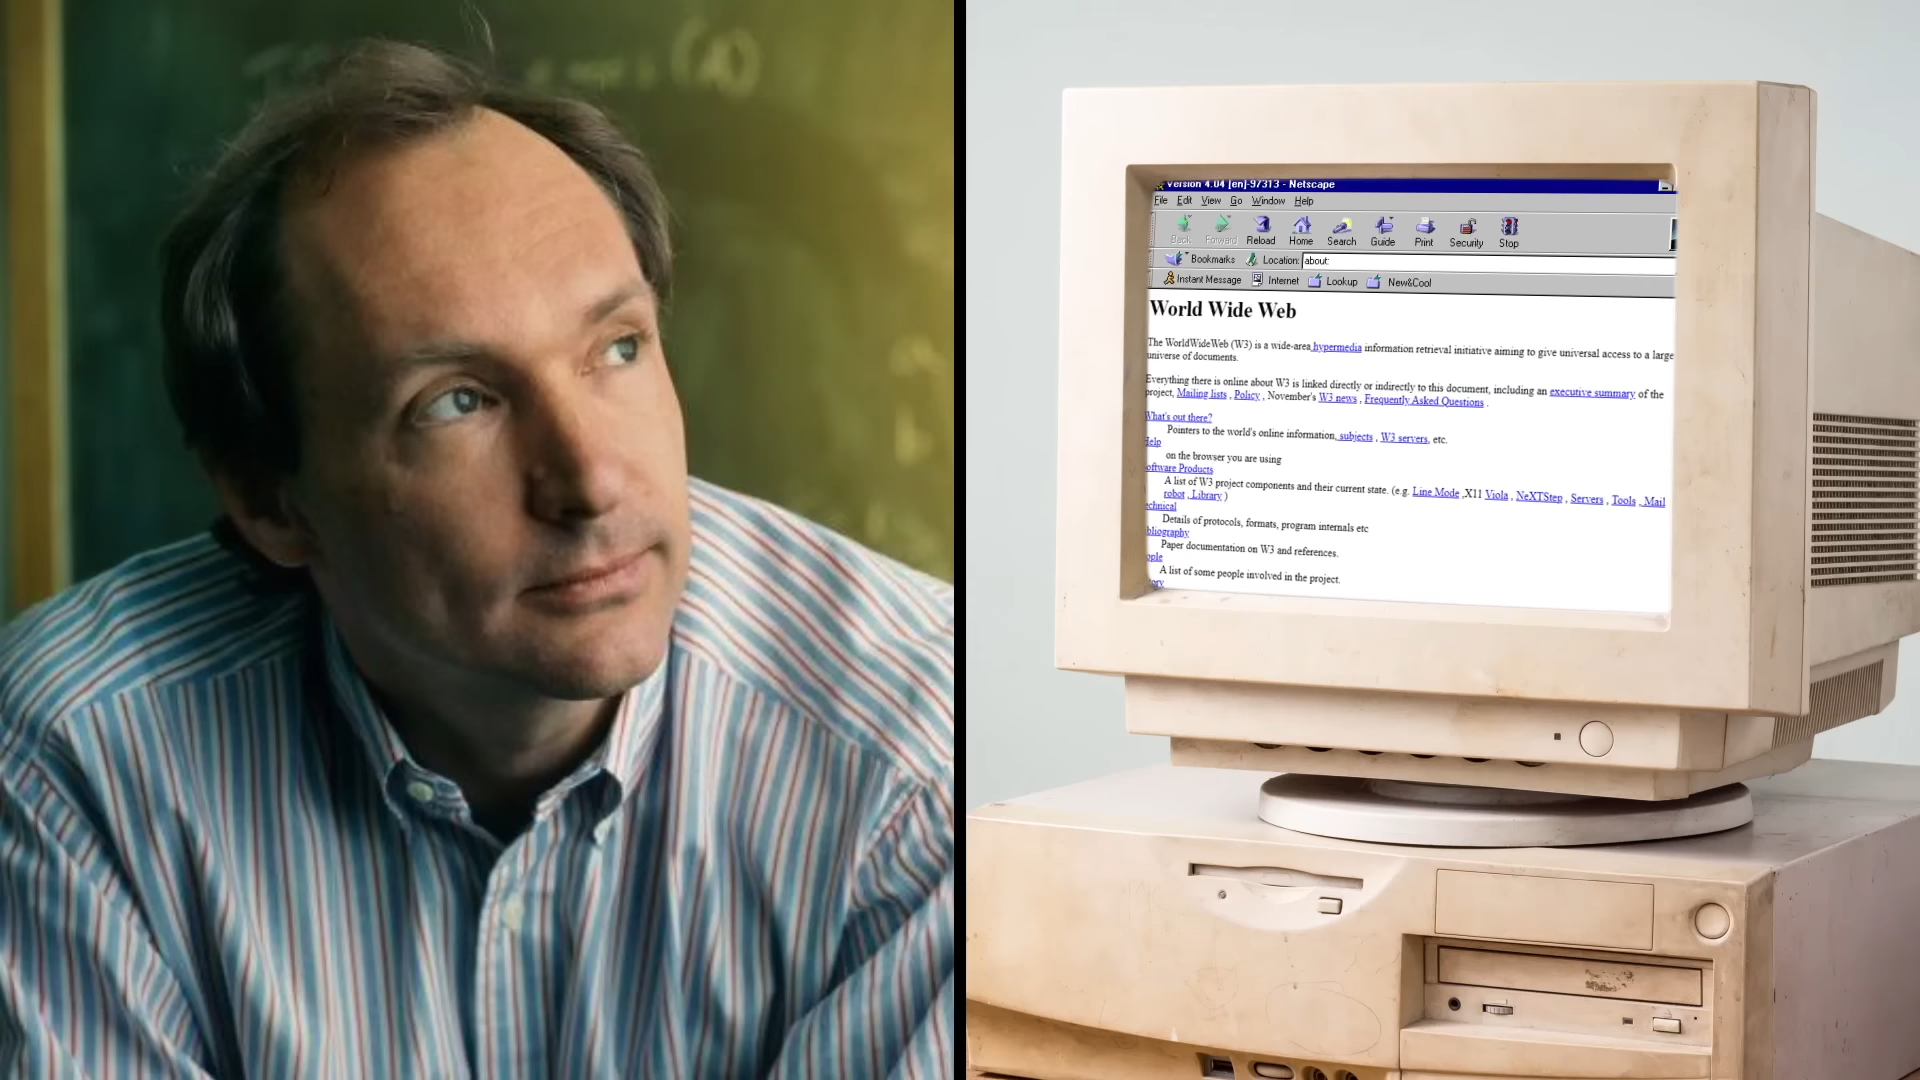 Version 4.04 [en]-97313 - Netscape
File Edit View Go Window Help
Back Forward Reload Home Search Guide Print Security Stop
Bookmarks Location: about:
Instant Message Internet Lookup New&Cool
World Wide Web
The WorldWideWeb (W3) is a wide-area hypermedia information retrieval initiative aiming to give universal access to a large
universe of documents.
Everything there is online about W3 is linked directly or indirectly to this document, including an executive summary of the
project, Mailing lists , Policy , November's W3 news , Frequently Asked Questions .
What's out there?
Pointers to the world's online information, subjects , W3 servers, etc.
Help
on the browser you are using
oftware Products
A list of W3 project components and their current state. (e.g. Line Mode ,X11 Viola , NeXTStep , Servers , Tools , Mail
robot , Library )
echnical
Details of protocols, formats, program internals etc
bliography
Paper documentation on W3 and references.
ople
A list of some people involved in the project.
tory